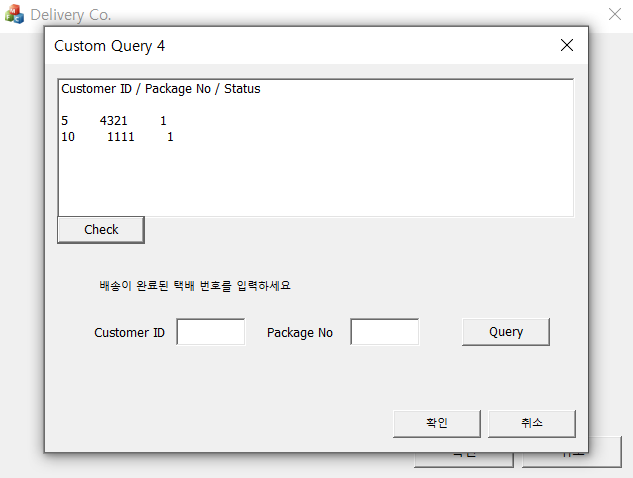 Delivery Co.
Custom Query 4
Customer ID / Package No / Status
5 4321 1
10 1111 1
Check
배송이 완료된 택배 번호를 입력하세요
Customer ID Package No Query
확인 취소